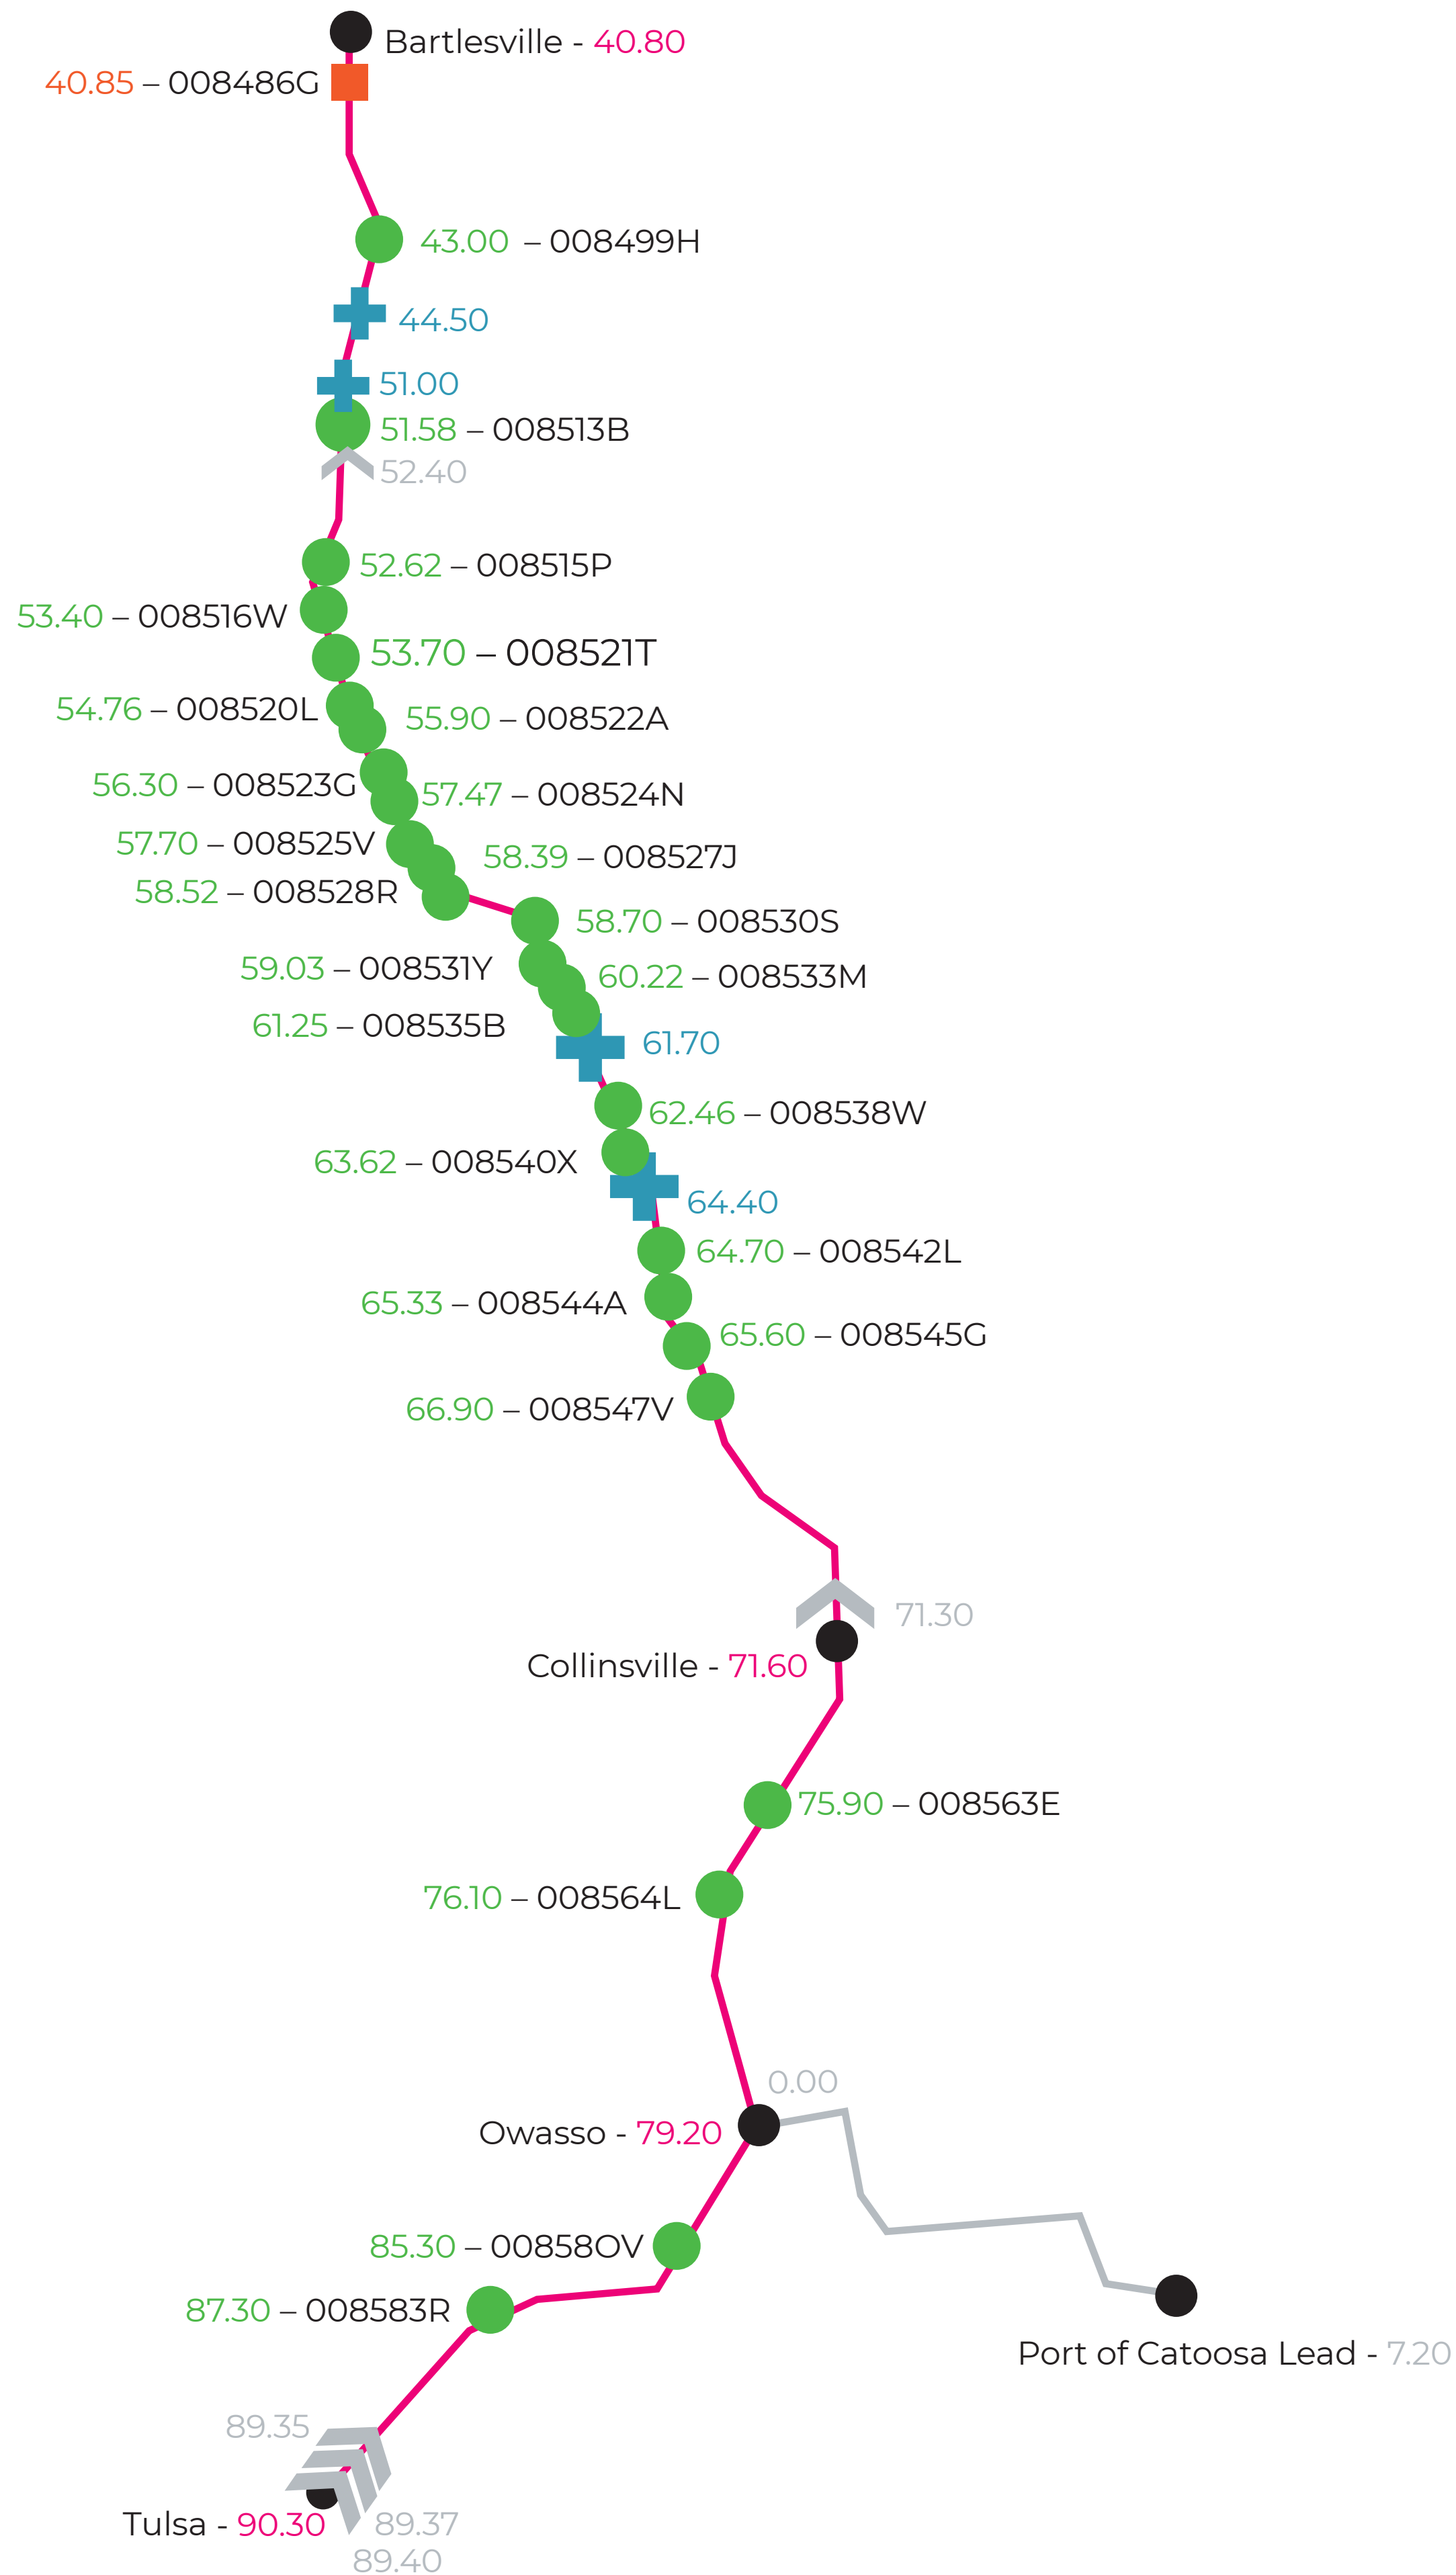 Bartlesville - 40.80
40.85 – 008486G
43.00 – 008499H
44.50
51.00
51.58 – 008513B
52.40
52.62 – 008515P
53.40 – 008516W
53.70 – 008521T
54.76 – 008520L
55.90 – 008522A
56.30 – 008523G
57.47 – 008524N
57.70 – 008525V
58.39 – 008527J
58.52 – 008528R
58.70 – 008530S
59.03 – 008531Y
60.22 – 008533M
61.25 – 008535B
61.70
62.46 – 008538W
63.62 – 008540X
64.40
64.70 – 008542L
65.33 – 008544A
65.60 – 008545G
66.90 – 008547V
71.30
Collinsville - 71.60
75.90 – 008563E
76.10 – 008564L
0.00
Owasso - 79.20
85.30 – 00858OV
87.30 – 008583R
Port of Catoosa Lead - 7.20
89.35
Tulsa - 90.30
89.37
89.40